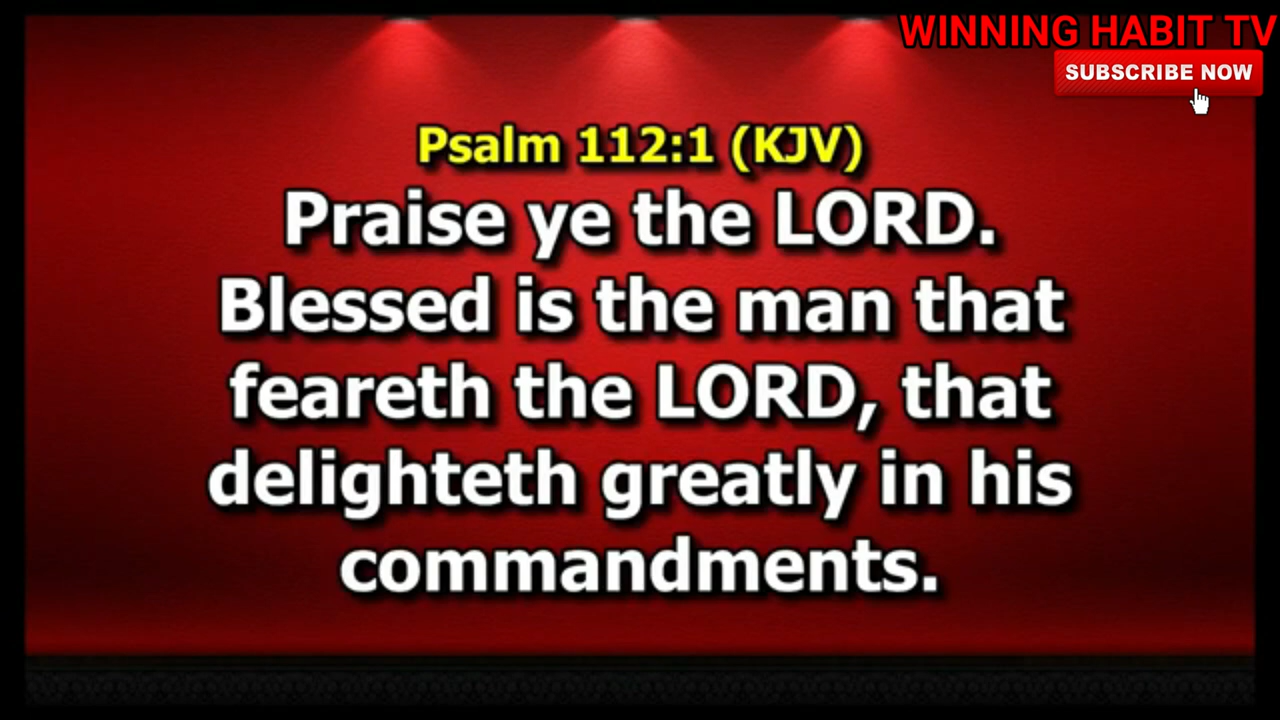 WINNING HABIT TV
SUBSCRIBE NOW
Psalm 112:1 (KJV)
Praise ye the LORD.
Blessed is the man that
feareth the LORD, that
delighteth greatly in his
commandments.